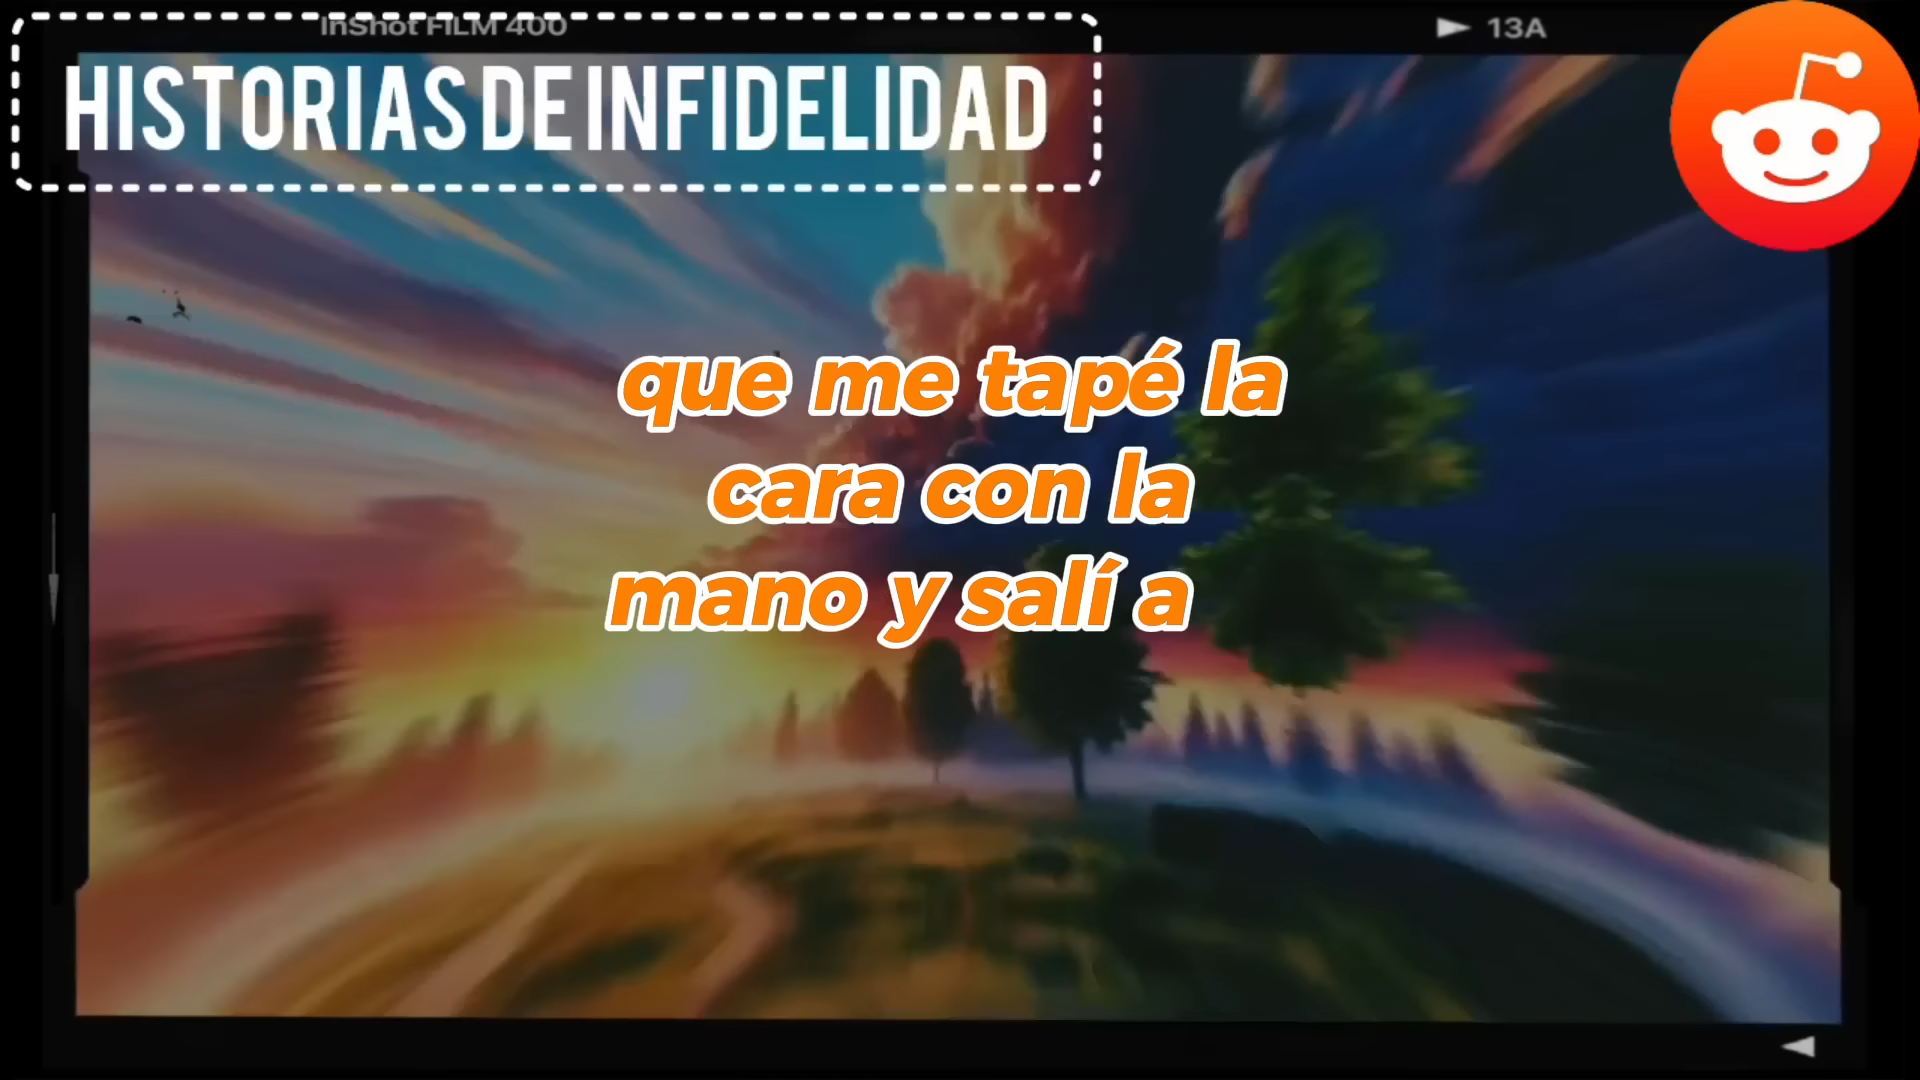 InShot FILM 400
13A
HISTORIAS DE INFIDELIDAD
que me tapé la
cara con la
mano y salí a